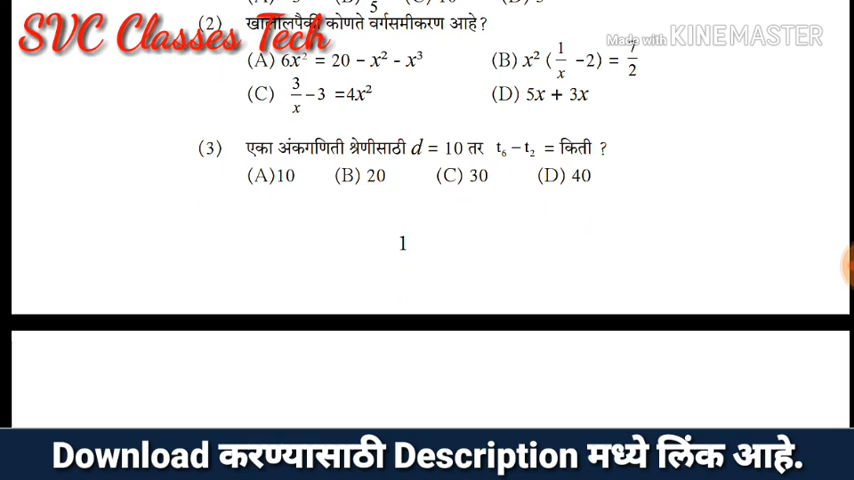 SVC Classes Tech
Made with KINEMASTER
(2) खालीलपैकी कोणते वर्गसमीकरण आहे ?
(A) 6x² = 20 – x² - x³ (B) x² (1/x –2) = 7/2
(C) 3/x – 3 =4x² (D) 5x + 3x
(3) एका अंकगणिती श्रेणीसाठी d = 10 तर t₆ – t₂ = किती ?
(A)10 (B) 20 (C) 30 (D) 40
1
Download करण्यासाठी Description मध्ये लिंक आहे.